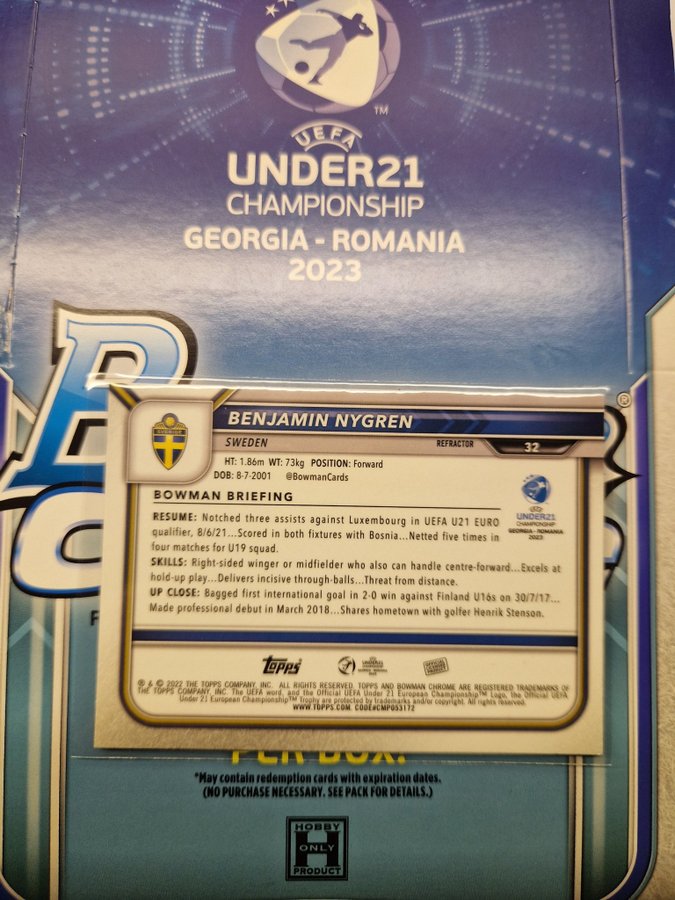 TM
UEFA
UNDER21
CHAMPIONSHIP
GEORGIA - ROMANIA
2023
B
®
BENJAMIN NYGREN
SVERIGE
SWEDEN
REFRACTOR
32
HT: 1.86m WT: 73kg POSITION: Forward
DOB: 8-7-2001 @BowmanCards
BOWMAN BRIEFING
UNDER21
CHAMPIONSHIP
GEORGIA - ROMANIA
2023
RESUME: Notched three assists against Luxembourg in UEFA U21 EURO
qualifier, 8/6/21...Scored in both fixtures with Bosnia...Netted five times in
four matches for U19 squad.
SKILLS: Right-sided winger or midfielder who also can handle centre-forward...Excels at
hold-up play...Delivers incisive through-balls...Threat from distance.
UP CLOSE: Bagged first international goal in 2-0 win against Finland U16s on 30/7/17...
Made professional debut in March 2018...Shares hometown with golfer Henrik Stenson.
Topps
® & © 2022 THE TOPPS COMPANY, INC. ALL RIGHTS RESERVED. TOPPS AND BOWMAN CHROME ARE REGISTERED TRADEMARKS OF
THE TOPPS COMPANY, INC. The UEFA word, and the Official UEFA Under 21 European Championship™ Logo, the Official UEFA
Under 21 European Championship™ Trophy are protected by trademarks and/or copyright. All rights reserved.
WWW.TOPPS.COM CODE#CMP053172
PER BOX!
*May contain redemption cards with expiration dates.
(NO PURCHASE NECESSARY. SEE PACK FOR DETAILS.)
HOBBY
H
ONLY
PRODUCT